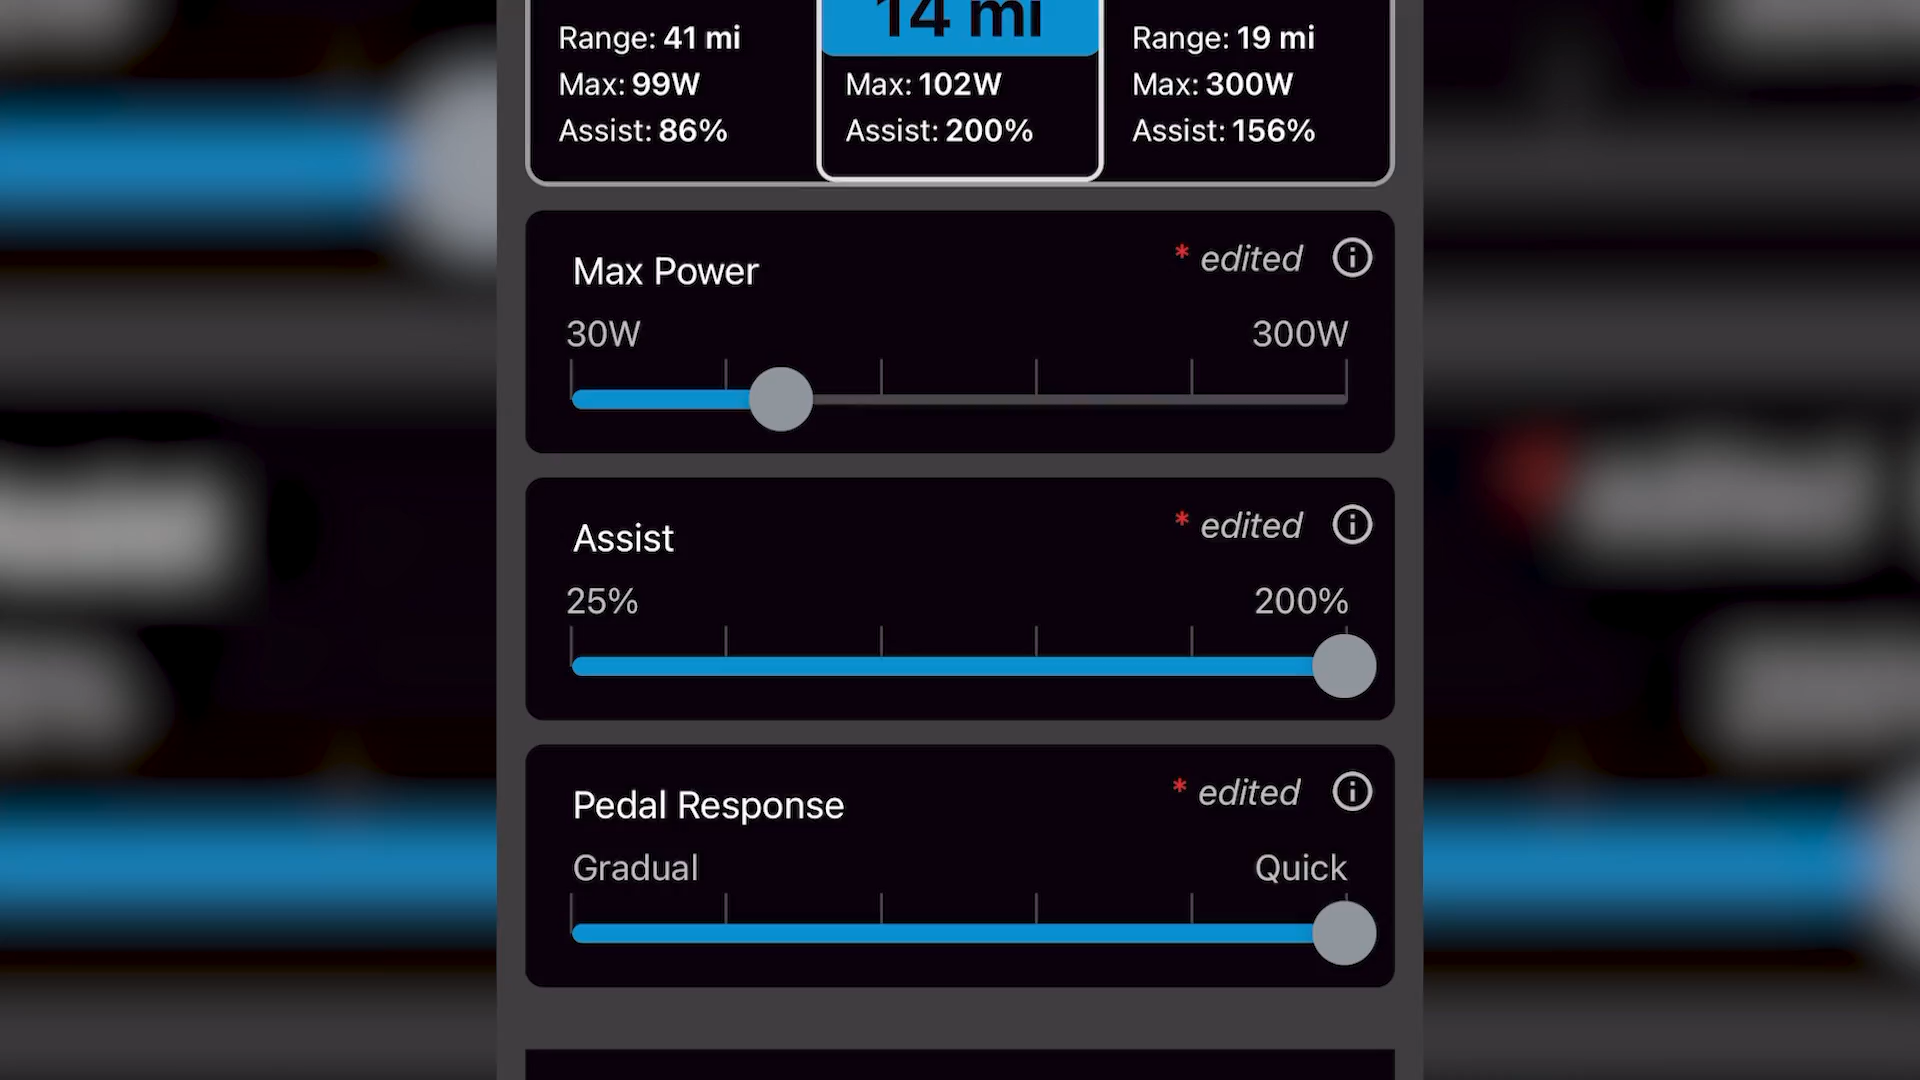 14 mi
Range: 41 mi
Max: 99W
Assist: 86%
Max: 102W
Assist: 200%
Range: 19 mi
Max: 300W
Assist: 156%
Max Power
* edited
30W
300W
Assist
* edited
25%
200%
Pedal Response
* edited
Gradual
Quick